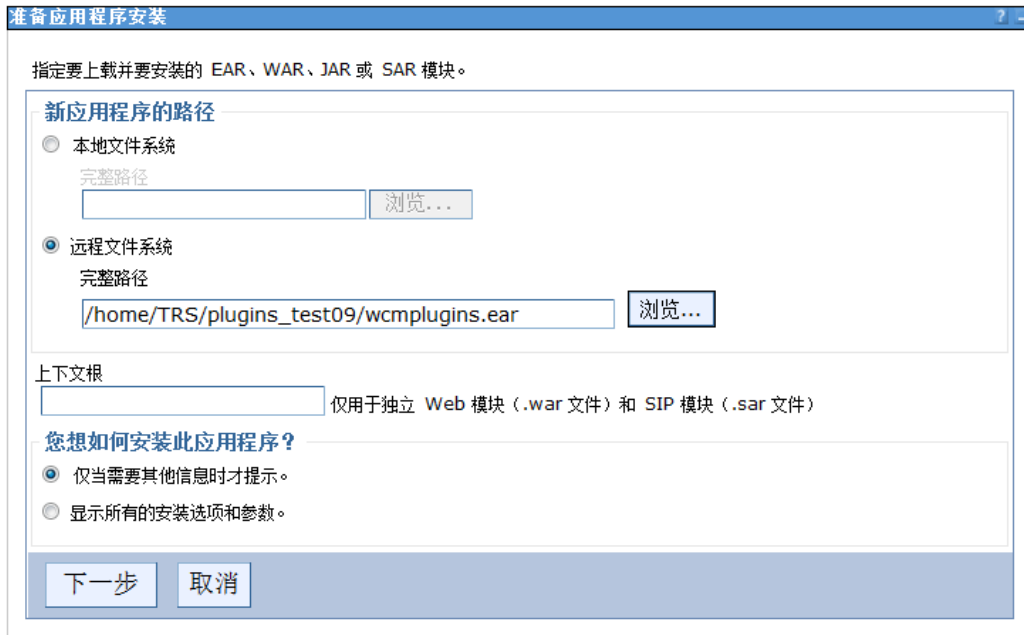 准备应用程序安装
?
指定要上载并要安装的 EAR、WAR、JAR 或 SAR 模块。
新应用程序的路径
本地文件系统
完整路径
浏览...
远程文件系统
完整路径
/home/TRS/plugins_test09/wcmplugins.ear 浏览...
上下文根
仅用于独立 Web 模块（.war 文件）和 SIP 模块（.sar 文件）
您想如何安装此应用程序？
仅当需要其他信息时才提示。
显示所有的安装选项和参数。
下一步 取消